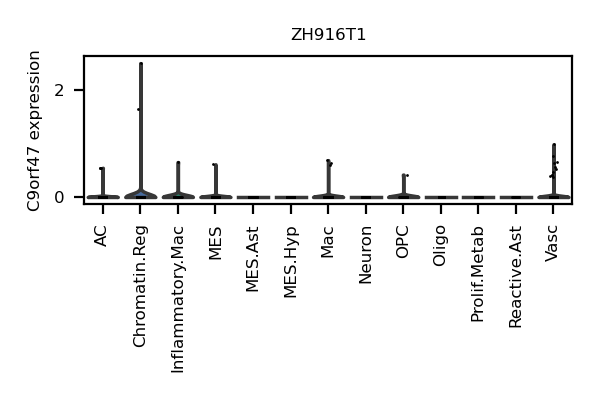 ZH916T1
C9orf47 expression
2
0
AC
Chromatin.Reg
Inflammatory.Mac
MES
MES.Ast
MES.Hyp
Mac
Neuron
OPC
Oligo
Prolif.Metab
Reactive.Ast
Vasc